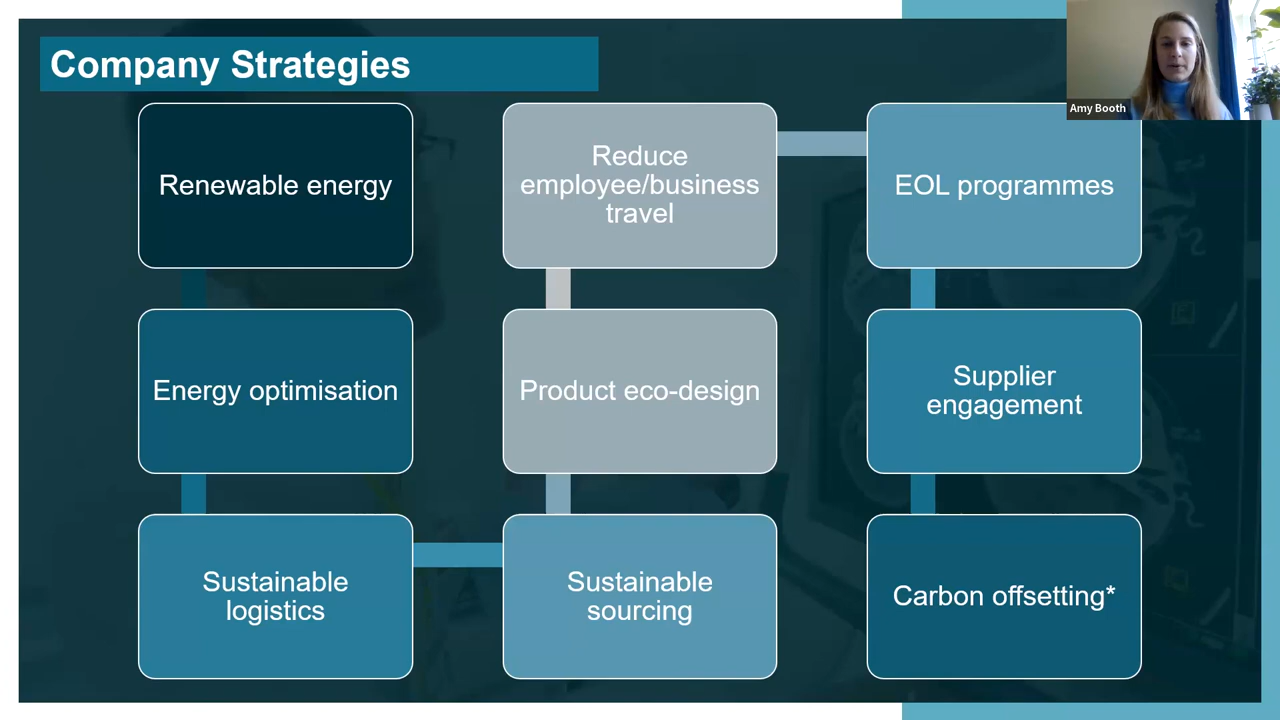 Company Strategies
Amy Booth
Renewable energy
Energy optimisation
Sustainable
logistics
Sustainable
sourcing
Product eco-design
Reduce
employee/business
travel
EOL programmes
Supplier
engagement
Carbon offsetting*